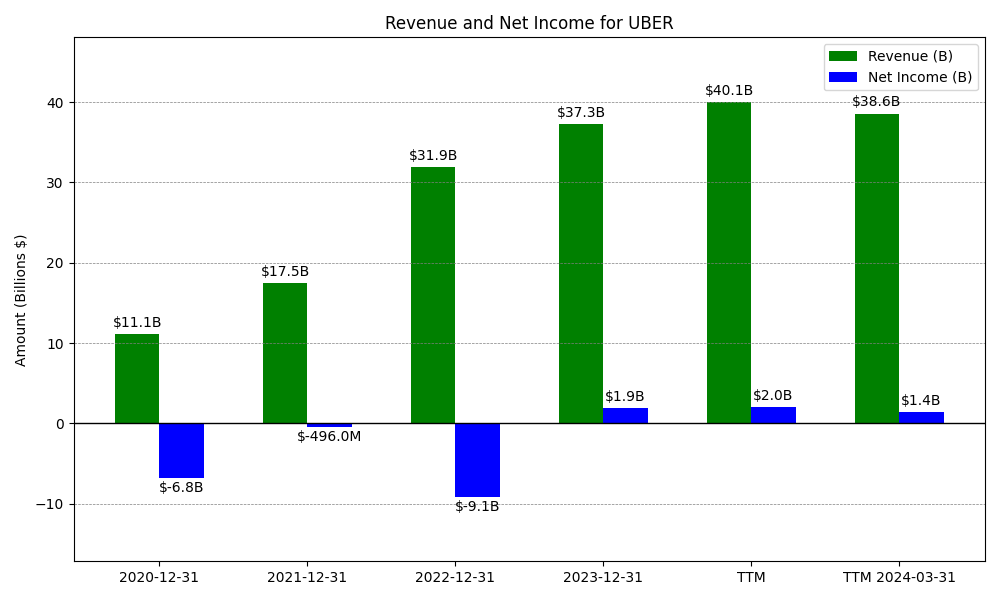 Revenue and Net Income for UBER
Revenue (B)
Net Income (B)
Amount (Billions $)
40
30
20
10
0
−10
$11.1B
$-6.8B
$17.5B
$-496.0M
$31.9B
$-9.1B
$37.3B
$1.9B
$40.1B
$2.0B
$38.6B
$1.4B
2020-12-31
2021-12-31
2022-12-31
2023-12-31
TTM
TTM 2024-03-31